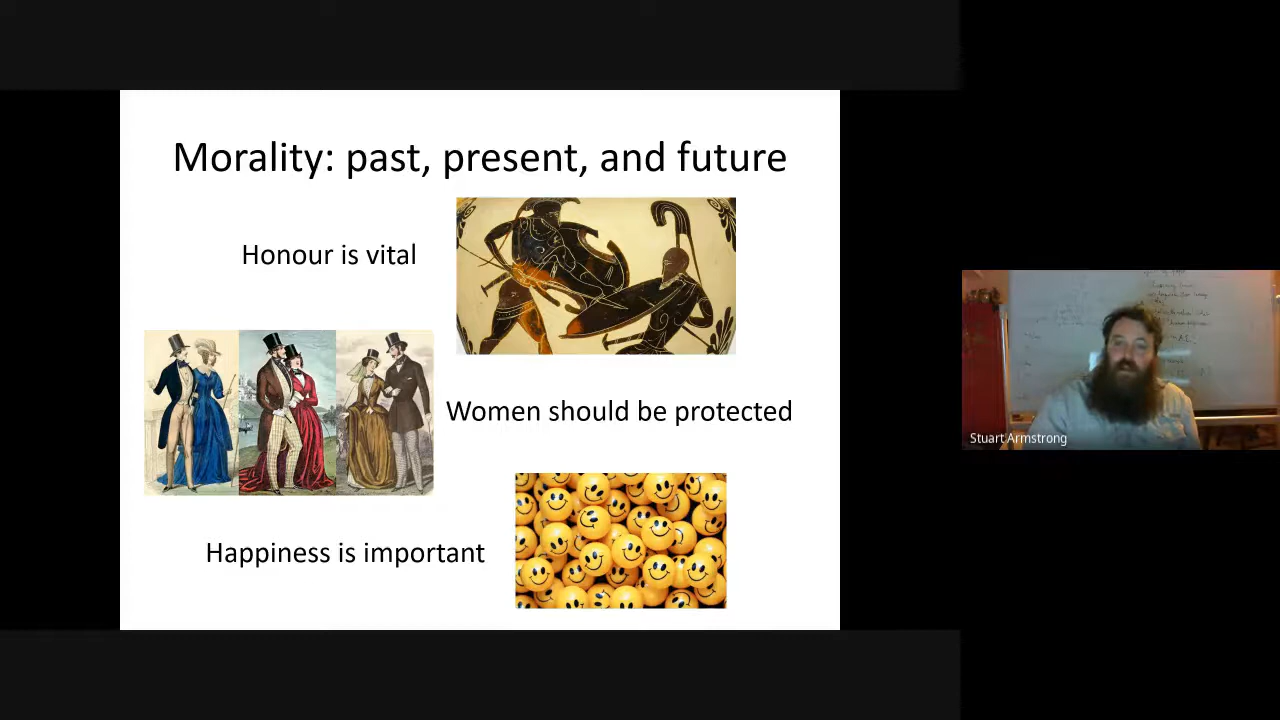 Morality: past, present, and future
Honour is vital
Women should be protected
Happiness is important
Stuart Armstrong